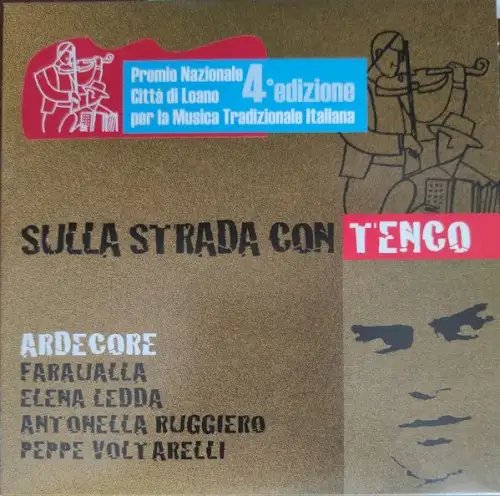 Premio Nazionale
Città di Loano 4° edizione
per la Musica Tradizionale Italiana
SULLA STRADA CON TENCO
ARDECORE
FARAUALLA
ELENA LEDDA
ANTONELLA RUGGIERO
PEPPE VOLTARELLI